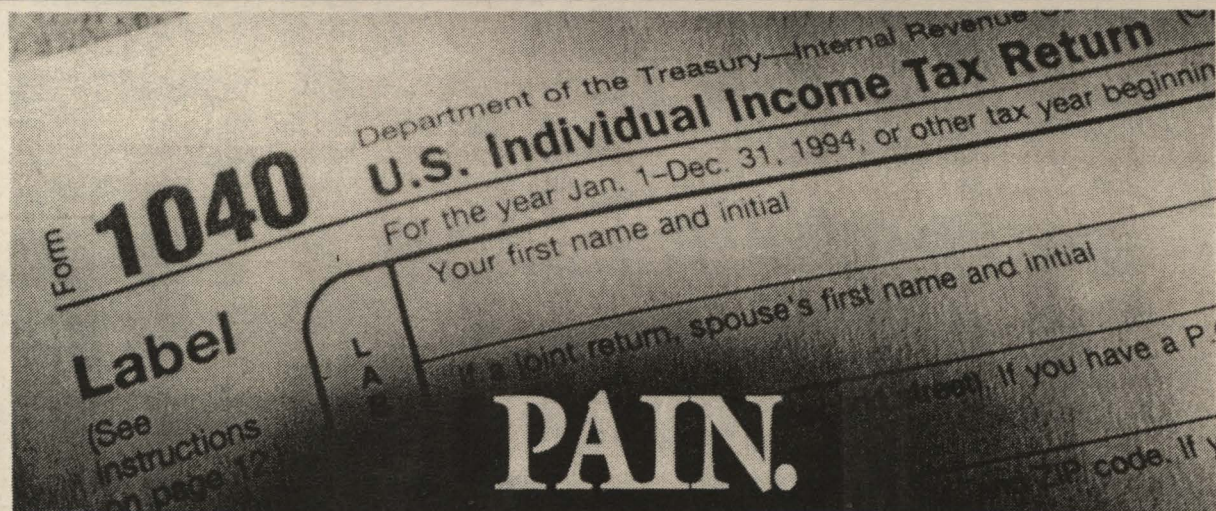 Department of the Treasury—Internal Revenue
Form 1040 U.S. Individual Income Tax Return
For the year Jan. 1–Dec. 31, 1994, or other tax year beginnin
Label
(See
instructions
on page 12
L
A
B
Your first name and initial
If a joint return, spouse's first name and initial
If you have a P.
ZIP code. If y
PAIN.